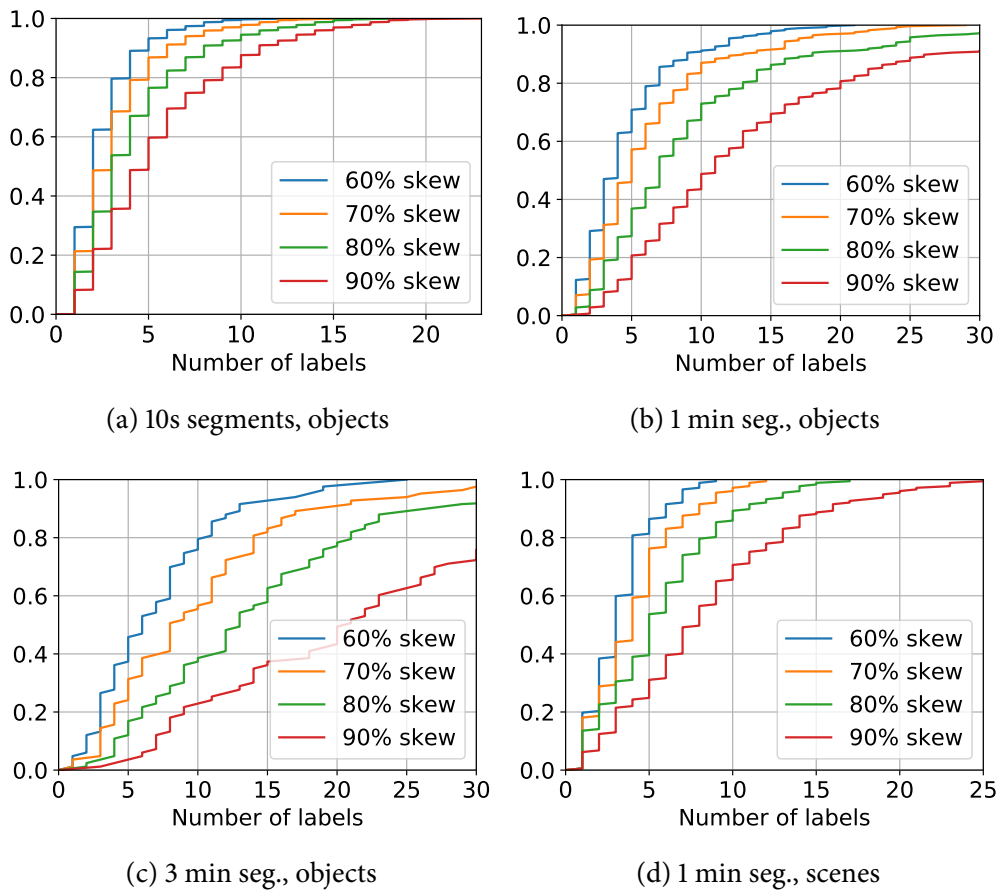 1.0
0.8
0.6
0.4
0.2
0.0
0 5 10 15 20
Number of labels
60% skew
70% skew
80% skew
90% skew
(a) 10s segments, objects
1.0
0.8
0.6
0.4
0.2
0.0
0 5 10 15 20 25 30
Number of labels
60% skew
70% skew
80% skew
90% skew
(b) 1 min seg., objects
1.0
0.8
0.6
0.4
0.2
0.0
0 5 10 15 20 25 30
Number of labels
60% skew
70% skew
80% skew
90% skew
(c) 3 min seg., objects
1.0
0.8
0.6
0.4
0.2
0.0
0 5 10 15 20 25
Number of labels
60% skew
70% skew
80% skew
90% skew
(d) 1 min seg., scenes